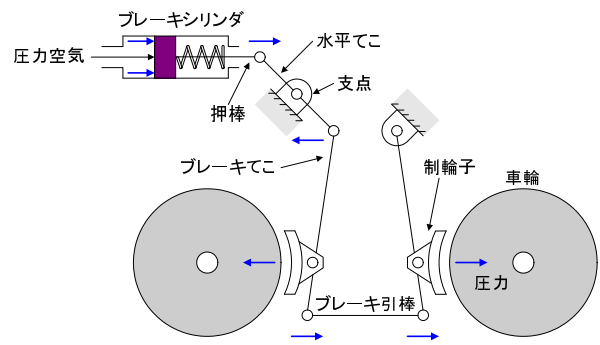 ブレーキシリンダ
水平てこ
圧力空気
支点
押棒
ブレーキてこ
制輪子
車輪
圧力
ブレーキ引棒